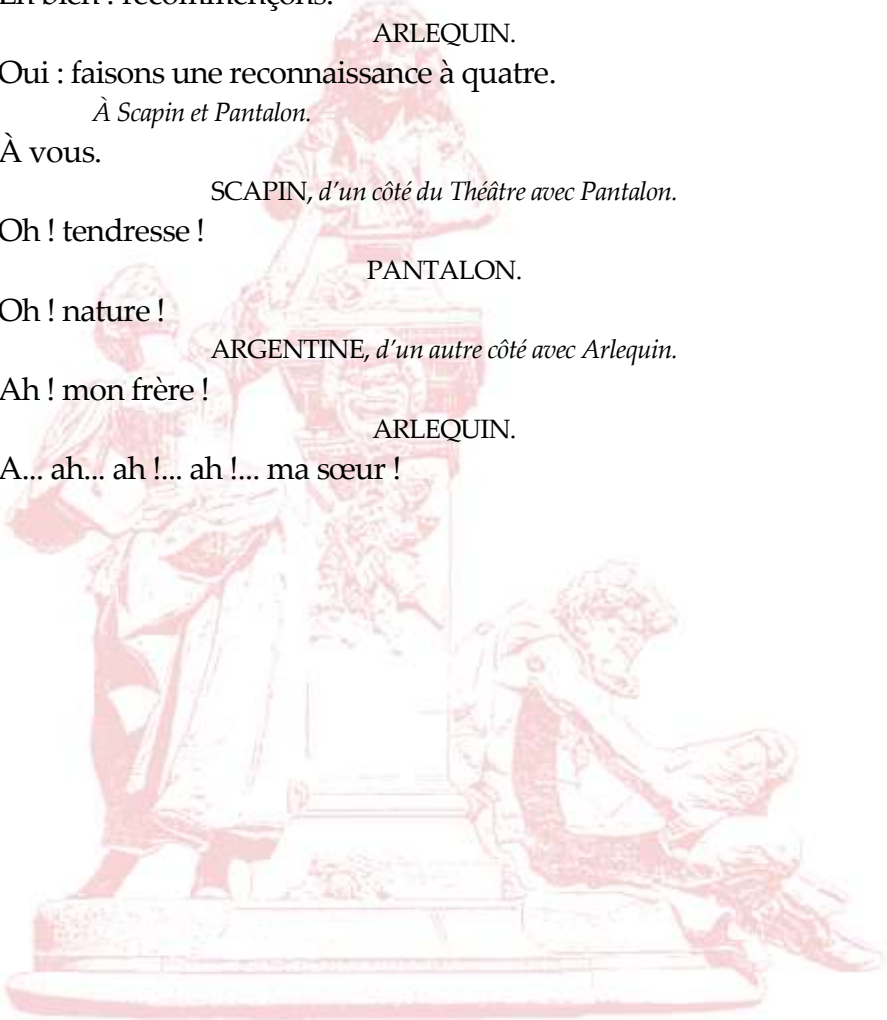 recommençons.
ARLEQUIN.
Oui : faisons une reconnaissance à quatre.
À Scapin et Pantalon.
À vous.
SCAPIN, d'un côté du Théâtre avec Pantalon.
Oh ! tendresse !
PANTALON.
Oh ! nature !
ARGENTINE, d'un autre côté avec Arlequin.
Ah ! mon frère !
ARLEQUIN.
A... ah... ah !... ah !... ma sœur !